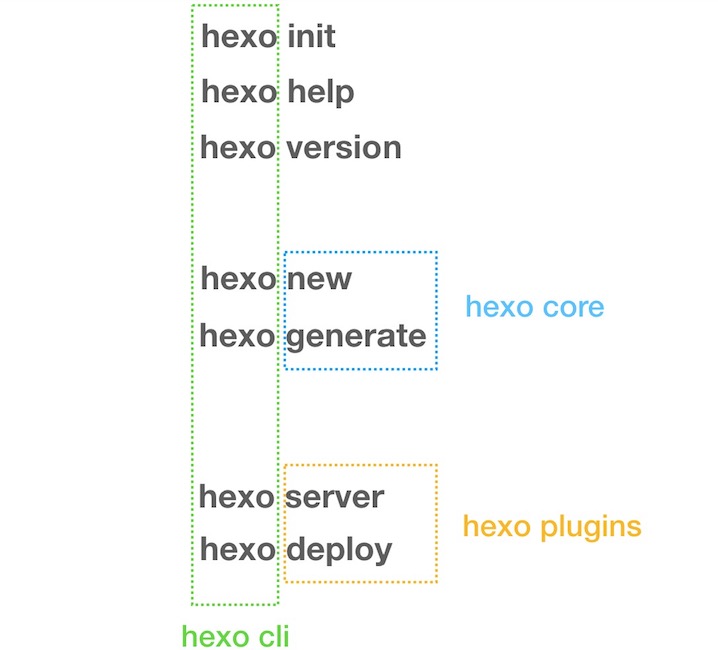 hexo init
hexo help
hexo version
hexo new
hexo core
hexo generate
hexo server
hexo plugins
hexo deploy
hexo cli